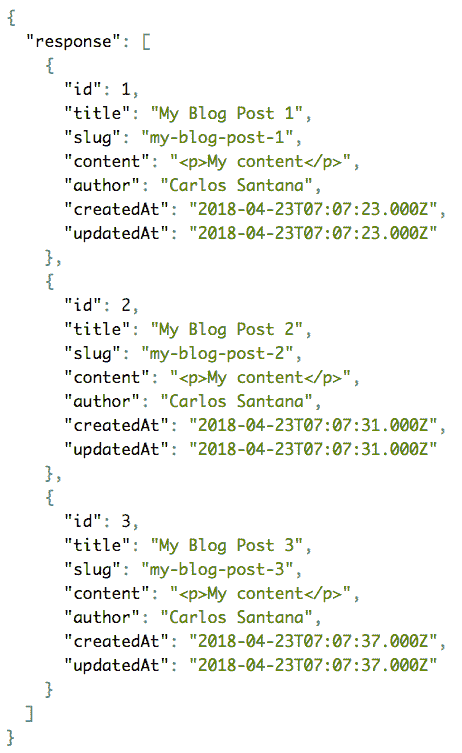 {
  "response": [
    {
      "id": 1,
      "title": "My Blog Post 1",
      "slug": "my-blog-post-1",
      "content": "<p>My content</p>",
      "author": "Carlos Santana",
      "createdAt": "2018-04-23T07:07:23.000Z",
      "updatedAt": "2018-04-23T07:07:23.000Z"
    },
    {
      "id": 2,
      "title": "My Blog Post 2",
      "slug": "my-blog-post-2",
      "content": "<p>My content</p>",
      "author": "Carlos Santana",
      "createdAt": "2018-04-23T07:07:31.000Z",
      "updatedAt": "2018-04-23T07:07:31.000Z"
    },
    {
      "id": 3,
      "title": "My Blog Post 3",
      "slug": "my-blog-post-3",
      "content": "<p>My content</p>",
      "author": "Carlos Santana",
      "createdAt": "2018-04-23T07:07:37.000Z",
      "updatedAt": "2018-04-23T07:07:37.000Z"
    }
  ]
}